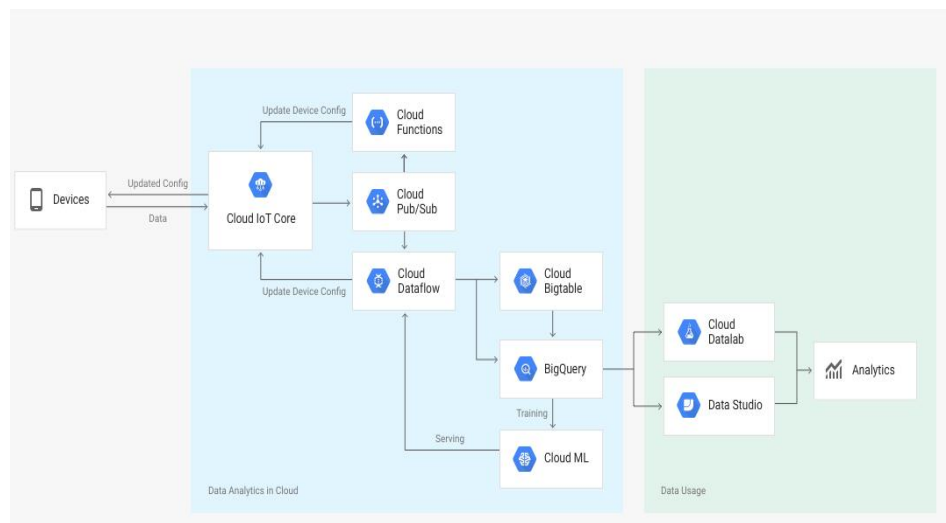 Update Device Config
Cloud
Functions
Devices
Updated Config
Data
Cloud IoT Core
Cloud
Pub/Sub
Update Device Config
Cloud
Dataflow
Cloud
Bigtable
BigQuery
Training
Serving
Cloud ML
Data Analytics in Cloud
Cloud
Datalab
Data Studio
Analytics
Data Usage